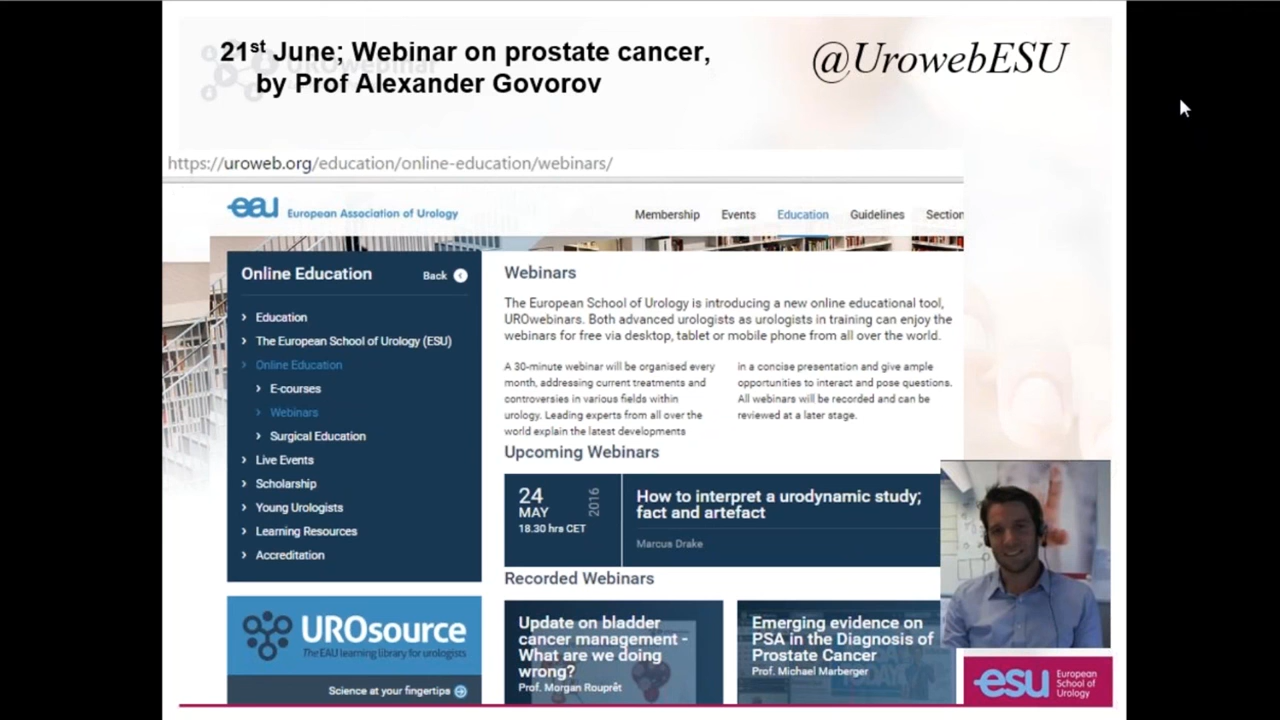 21st June; Webinar on prostate cancer,
by Prof Alexander Govorov
@UrowebESU
https://uroweb.org/education/online-education/webinars/
eau European Association of Urology
Membership Events Education Guidelines Section
Online Education Back
Education
The European School of Urology (ESU)
Online Education
E-courses
Webinars
Surgical Education
Live Events
Scholarship
Young Urologists
Learning Resources
Accreditation
UROsource
The EAU learning library for urologists
Science at your fingertips
Webinars
The European School of Urology is introducing a new online educational tool,
UROwebinars. Both advanced urologists as urologists in training can enjoy the
webinars for free via desktop, tablet or mobile phone from all over the world.
A 30-minute webinar will be organised every
month, addressing current treatments and
controversies in various fields within
urology. Leading experts from all over the
world explain the latest developments
in a concise presentation and give ample
opportunities to interact and pose questions.
All webinars will be recorded and can be
reviewed at a later stage.
Upcoming Webinars
24
MAY
2016
18.30 hrs CET
How to interpret a urodynamic study;
fact and artefact
Marcus Drake
Recorded Webinars
Update on bladder
cancer management -
What are we doing
wrong?
Prof. Morgan Rouprêt
Emerging evidence on
PSA in the Diagnosis of
Prostate Cancer
Prof. Michael Marberger
esu European
School of
Urology